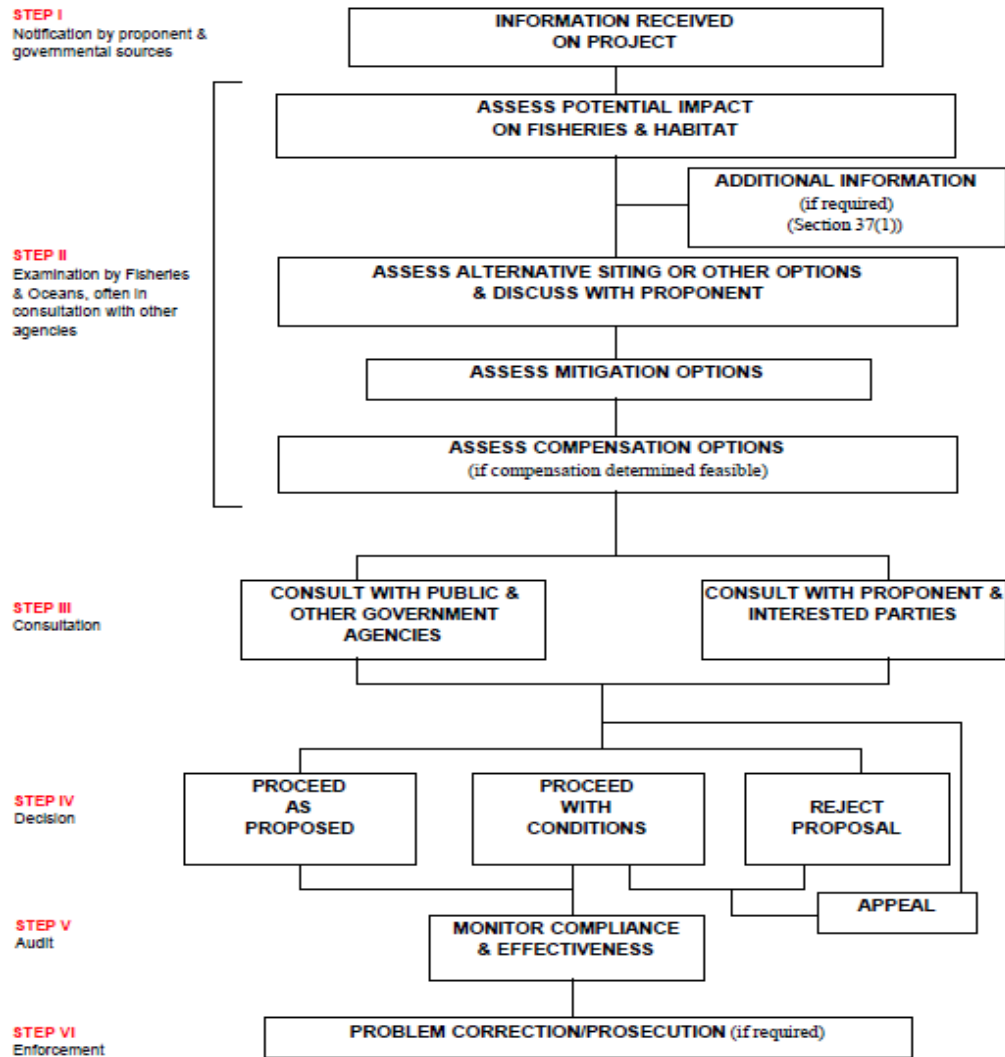 STEP I
Notification by proponent &
governmental sources
INFORMATION RECEIVED
ON PROJECT
ASSESS POTENTIAL IMPACT
ON FISHERIES & HABITAT
ADDITIONAL INFORMATION
(if required)
(Section 37(1))
STEP II
Examination by Fisheries
& Oceans, often in
consultation with other
agencies
ASSESS ALTERNATIVE SITING OR OTHER OPTIONS
& DISCUSS WITH PROPONENT
ASSESS MITIGATION OPTIONS
ASSESS COMPENSATION OPTIONS
(if compensation determined feasible)
STEP III
Consultation
CONSULT WITH PUBLIC &
OTHER GOVERNMENT
AGENCIES
CONSULT WITH PROPONENT &
INTERESTED PARTIES
STEP IV
Decision
PROCEED
AS
PROPOSED
PROCEED
WITH
CONDITIONS
REJECT
PROPOSAL
APPEAL
STEP V
Audit
MONITOR COMPLIANCE
& EFFECTIVENESS
STEP VI
Enforcement
PROBLEM CORRECTION/PROSECUTION (if required)